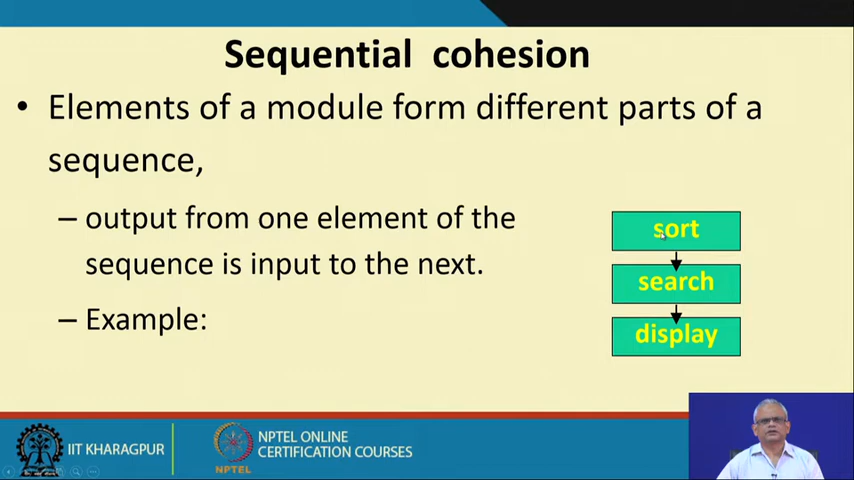 Sequential cohesion
• Elements of a module form different parts of a
sequence,
– output from one element of the
sequence is input to the next.
– Example:
sort
search
display
IIT KHARAGPUR
NPTEL
NPTEL ONLINE
CERTIFICATION COURSES